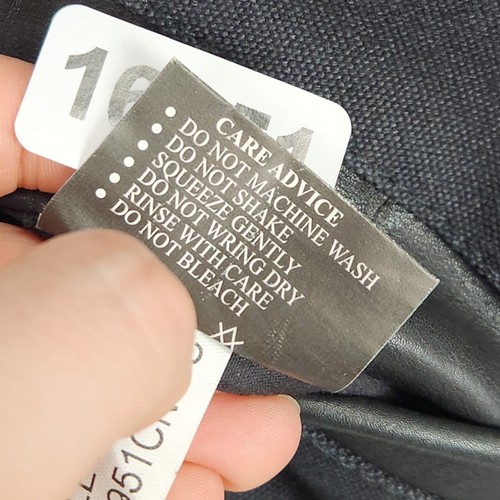 CARE ADVICE
• DO NOT MACHINE WASH
• DO NOT SHAKE
• SQUEEZE GENTLY
• DO NOT WRING DRY
• RINSE WITH CARE
DO NOT BLEACH
951CN